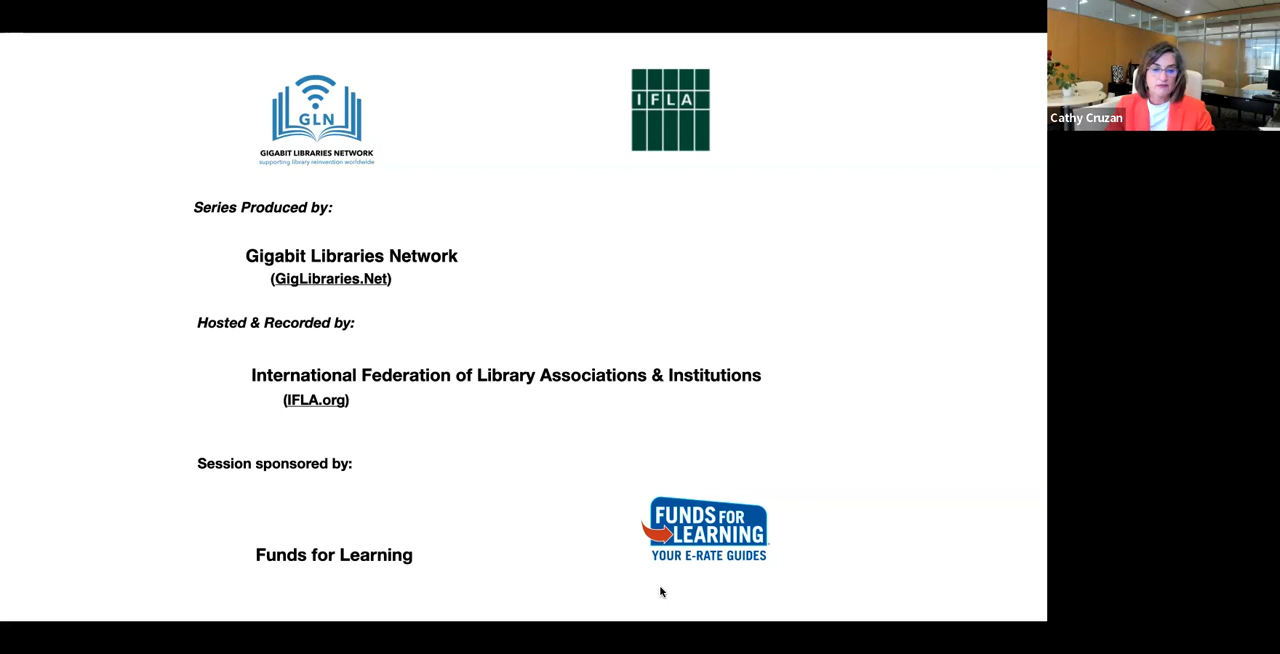 GLN
GIGABIT LIBRARIES NETWORK
supporting library reinvention worldwide
IFLA
Cathy Cruzan
Series Produced by:
Gigabit Libraries Network
(GigLibraries.Net)
Hosted & Recorded by:
International Federation of Library Associations & Institutions
(IFLA.org)
Session sponsored by:
Funds for Learning
FUNDS FOR
LEARNING
YOUR E-RATE GUIDES